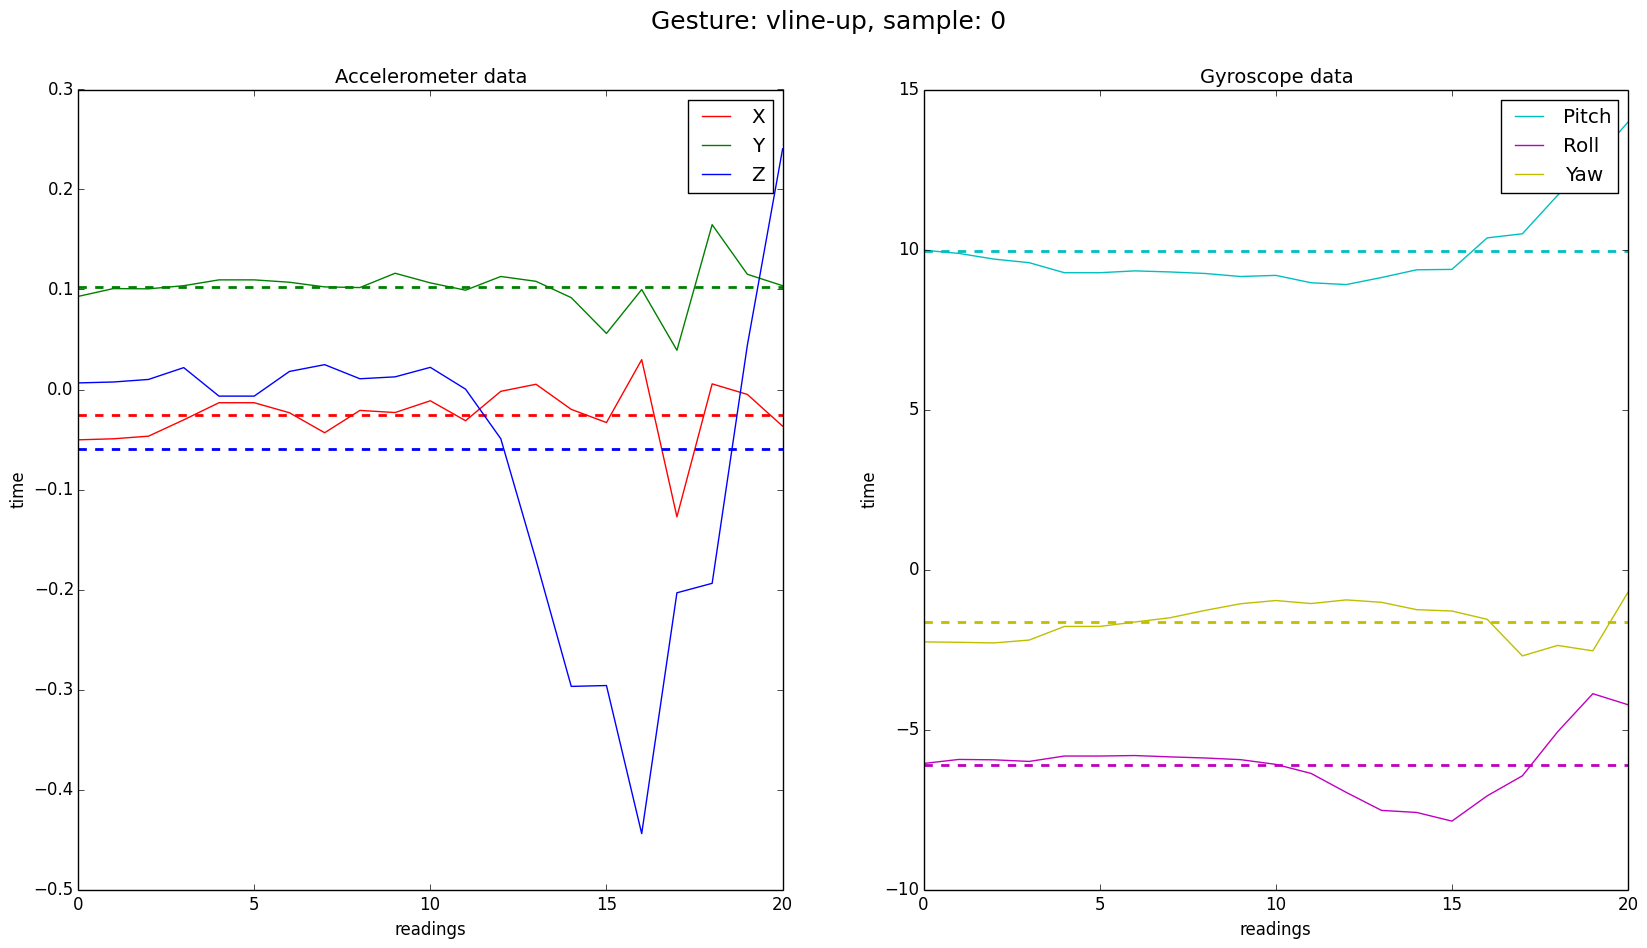 Gesture: vline-up, sample: 0
Accelerometer data
0.3
0.2
0.1
0.0
−0.1
−0.2
−0.3
−0.4
−0.5
time
0 5 10 15 20
readings
X
Y
Z
Gyroscope data
15
10
5
0
−5
−10
time
0 5 10 15 20
readings
Pitch
Roll
Yaw